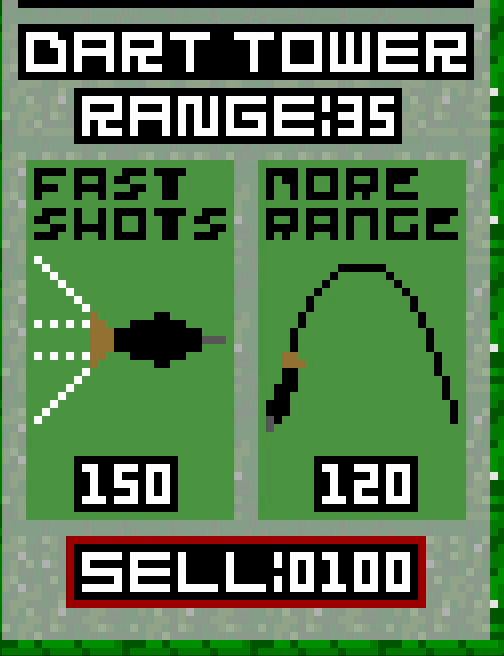 DART TOWER
RANGE:35
FAST
SHOTS
MORE
RANGE
150
120
SELL:0100